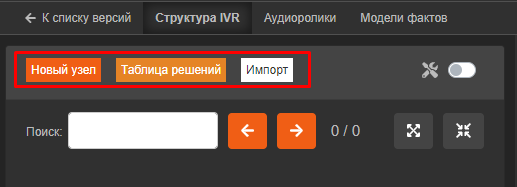 К списку версий Структура IVR Аудиоролики Модели фактов
Новый узел Таблица решений Импорт
Поиск: 0 / 0